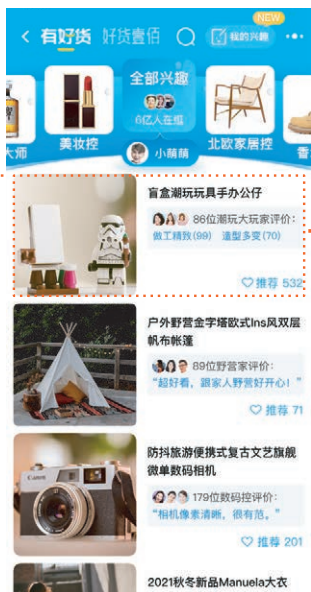 NEW
有好货 好货壹佰 我的兴趣
全部兴趣
6亿人在逛
大师 美妆控 小萌萌 北欧家居控 香
盲盒潮玩玩具手办公仔
86位潮玩大玩家评价：
做工精致(99) 造型多变(70)
推荐 532
户外野营金字塔欧式Ins风双层
帆布帐篷
89位野营家评价：
“超好看，跟家人野营好开心！”
推荐 71
防抖旅游便携式复古文艺旗舰
微单数码相机
Canon
179位数码控评价：
“相机像素清晰，很有范。”
推荐 201
2021秋冬新品Manuela大衣